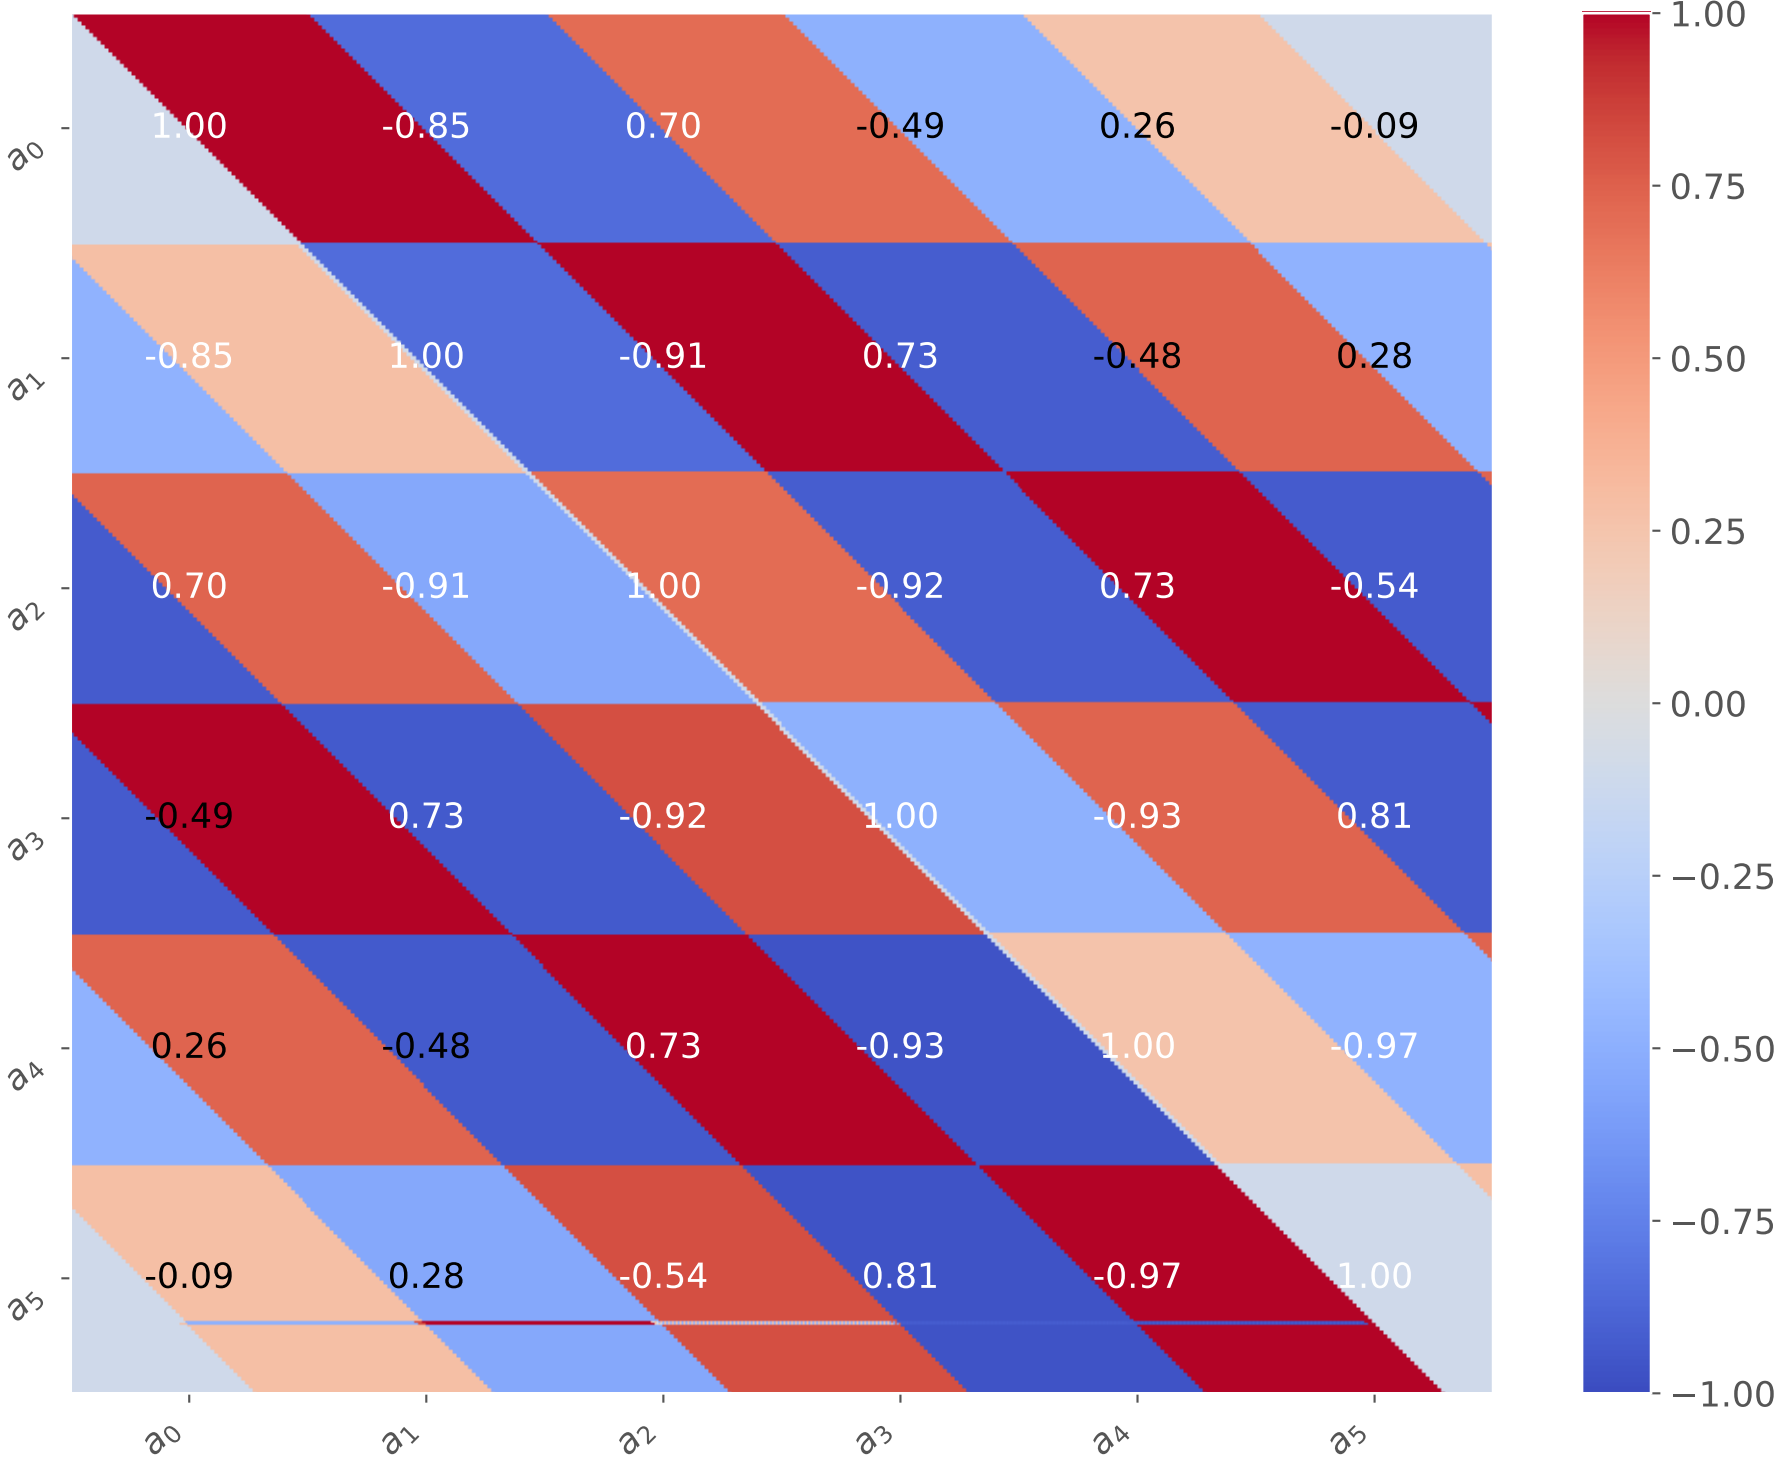 1.00
a₀ 1.00 -0.85 0.70 -0.49 0.26 -0.09
0.75
a₁ -0.85 1.00 -0.91 0.73 -0.48 0.28
0.50
0.25
a₂ 0.70 -0.91 1.00 -0.92 0.73 -0.54
0.00
a₃ -0.49 0.73 -0.92 1.00 -0.93 0.81
−0.25
a₄ 0.26 -0.48 0.73 -0.93 1.00 -0.97
−0.50
−0.75
a₅ -0.09 0.28 -0.54 0.81 -0.97 1.00
−1.00
a₀ a₁ a₂ a₃ a₄ a₅